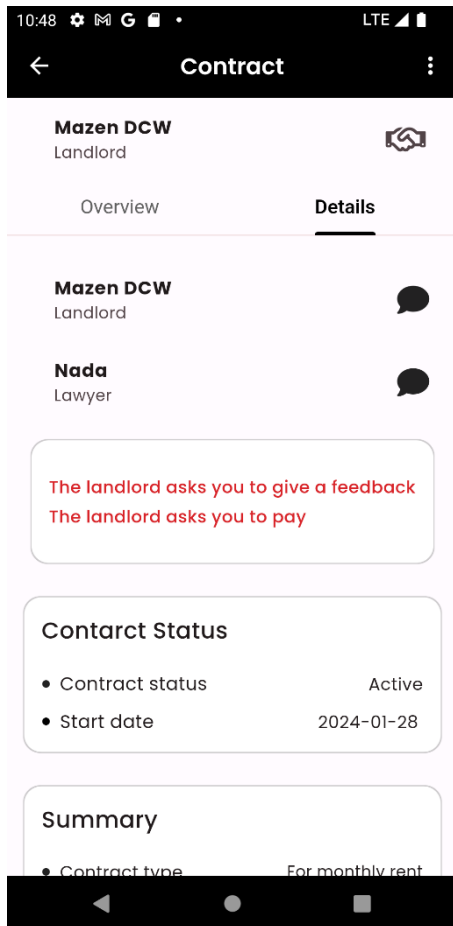 10:48 LTE
Contract
Mazen DCW
Landlord
Overview Details
Mazen DCW
Landlord
Nada
Lawyer
The landlord asks you to give a feedback
The landlord asks you to pay
Contarct Status
• Contract status Active
• Start date 2024-01-28
Summary
• Contract type For monthly rent